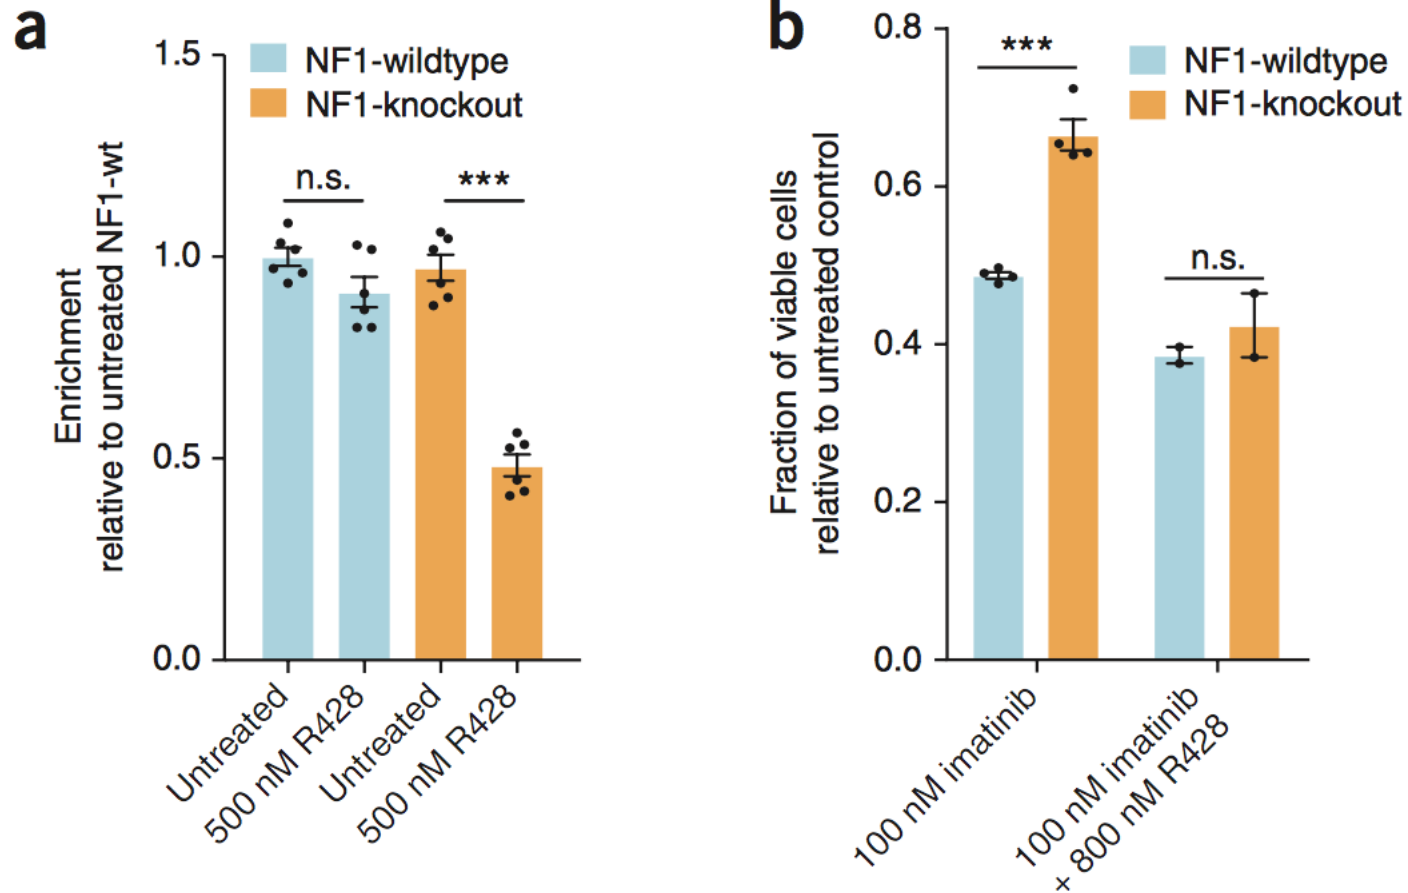 a
1.5
1.0
0.5
0.0
Enrichment
relative to untreated NF1-wt
NF1-wildtype
NF1-knockout
n.s.
***
Untreated
500 nM R428
Untreated
500 nM R428
b
0.8
0.6
0.4
0.2
0.0
Fraction of viable cells
relative to untreated control
***
NF1-wildtype
NF1-knockout
n.s.
100 nM imatinib
100 nM imatinib
+ 800 nM R428